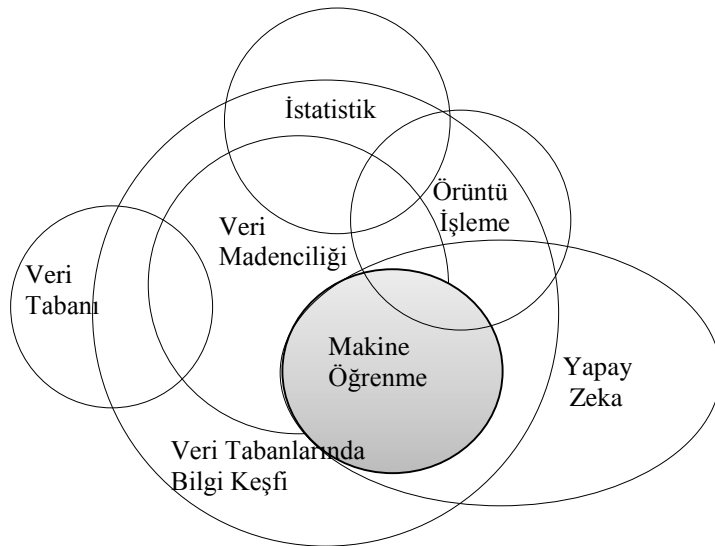 İstatistik
Örüntü
İşleme
Veri
Madenciliği
Veri
Tabanı
Makine
Öğrenme
Yapay
Zeka
Veri Tabanlarında
Bilgi Keşfi